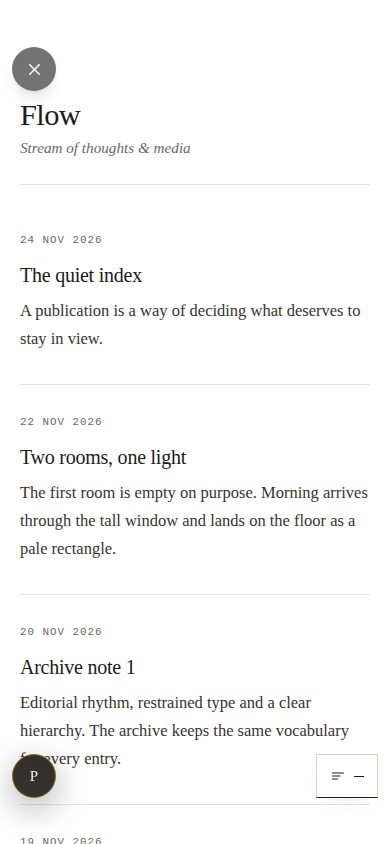 Flow
Stream of thoughts & media
24 NOV 2026
The quiet index
A publication is a way of deciding what deserves to
stay in view.
22 NOV 2026
Two rooms, one light
The first room is empty on purpose. Morning arrives
through the tall window and lands on the floor as a
pale rectangle.
20 NOV 2026
Archive note 1
Editorial rhythm, restrained type and a clear
hierarchy. The archive keeps the same vocabulary
every entry.
P
19 NOV 2026